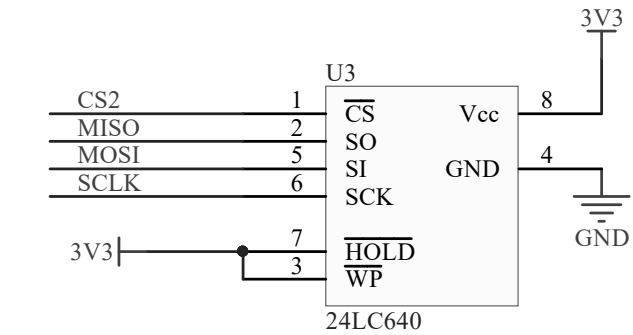 3V3
U3
CS2 1 CS Vcc 8
MISO 2 SO
MOSI 5 SI GND 4
SCLK 6 SCK
GND
3V3 7 HOLD
3 WP
24LC640